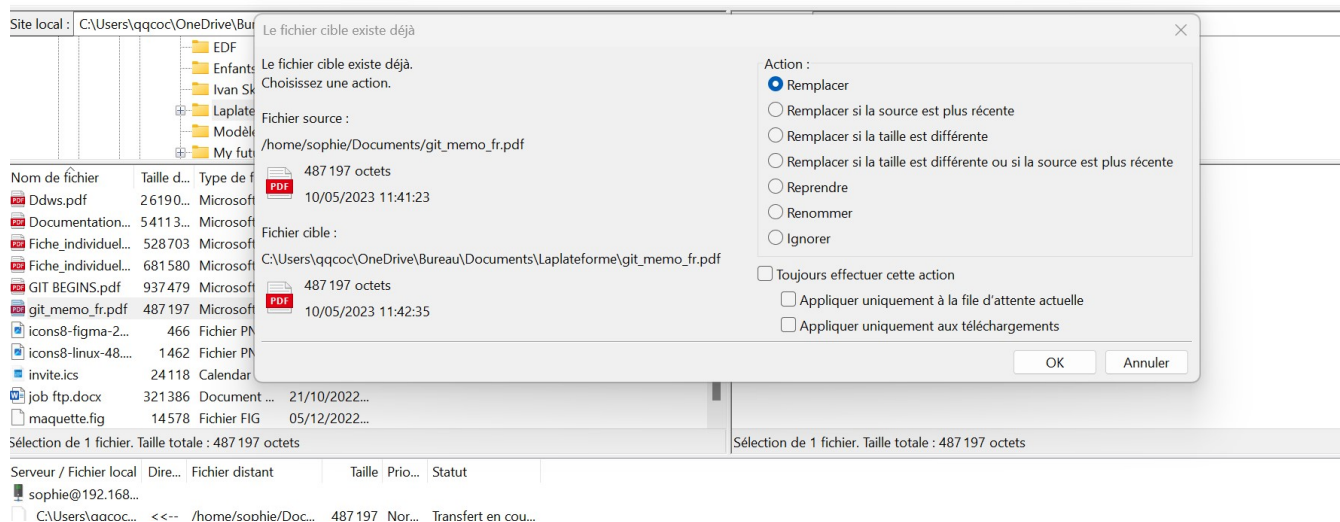 Site local : C:\Users\qqcoc\OneDrive\Bur
EDF
Enfants
Ivan Sk
Laplate
Modèle
My futu
Nom de fichier Taille d... Type de f
Ddws.pdf 26190... Microsoft
Documentation... 54113... Microsoft
Fiche_individuel... 528703 Microsoft
Fiche_individuel... 681580 Microsoft
GIT BEGINS.pdf 937479 Microsoft
git_memo_fr.pdf 487197 Microsoft
icons8-figma-2... 466 Fichier PN
icons8-linux-48.... 1462 Fichier PN
invite.ics 24118 Calendar
job ftp.docx 321386 Document ... 21/10/2022...
maquette.fig 14578 Fichier FIG 05/12/2022...
Sélection de 1 fichier. Taille totale : 487197 octets
Le fichier cible existe déjà
Le fichier cible existe déjà.
Choisissez une action.
Fichier source :
/home/sophie/Documents/git_memo_fr.pdf
PDF
487197 octets
10/05/2023 11:41:23
Fichier cible :
C:\Users\qqcoc\OneDrive\Bureau\Documents\Laplateforme\git_memo_fr.pdf
PDF
487197 octets
10/05/2023 11:42:35
Action :
Remplacer
Remplacer si la source est plus récente
Remplacer si la taille est différente
Remplacer si la taille est différente ou si la source est plus récente
Reprendre
Renommer
Ignorer
Toujours effectuer cette action
Appliquer uniquement à la file d'attente actuelle
Appliquer uniquement aux téléchargements
OK Annuler
Sélection de 1 fichier. Taille totale : 487197 octets
Serveur / Fichier local Dire... Fichier distant Taille Prio... Statut
sophie@192.168...
C:\Users\qqcoc... <<-- /home/sophie/Doc... 487197 Nor... Transfert en cou...